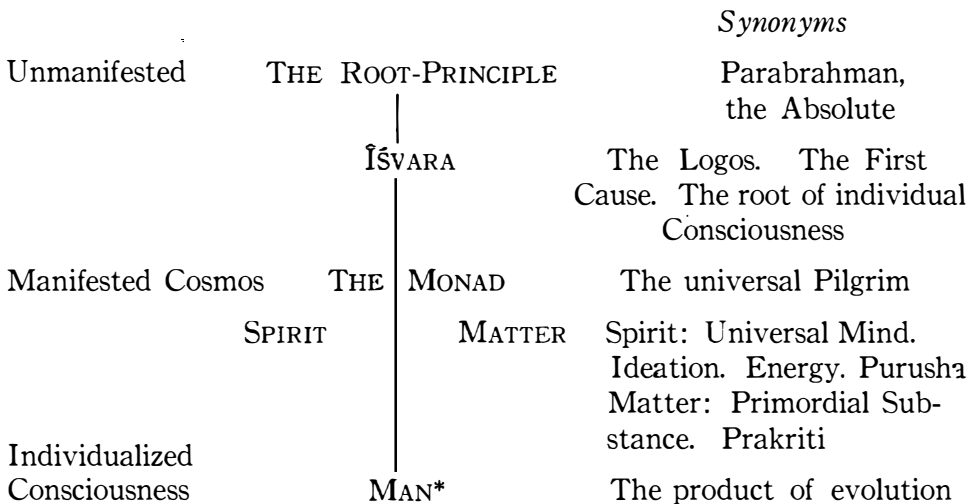 Synonyms
Unmanifested THE ROOT-PRINCIPLE Parabrahman,
the Absolute
ÎŚVARA The Logos. The First
Cause. The root of individual
Consciousness
Manifested Cosmos THE MONAD The universal Pilgrim
SPIRIT MATTER Spirit: Universal Mind.
Ideation. Energy. Purusha
Matter: Primordial Sub-
stance. Prakriti
Individualized
Consciousness MAN* The product of evolution